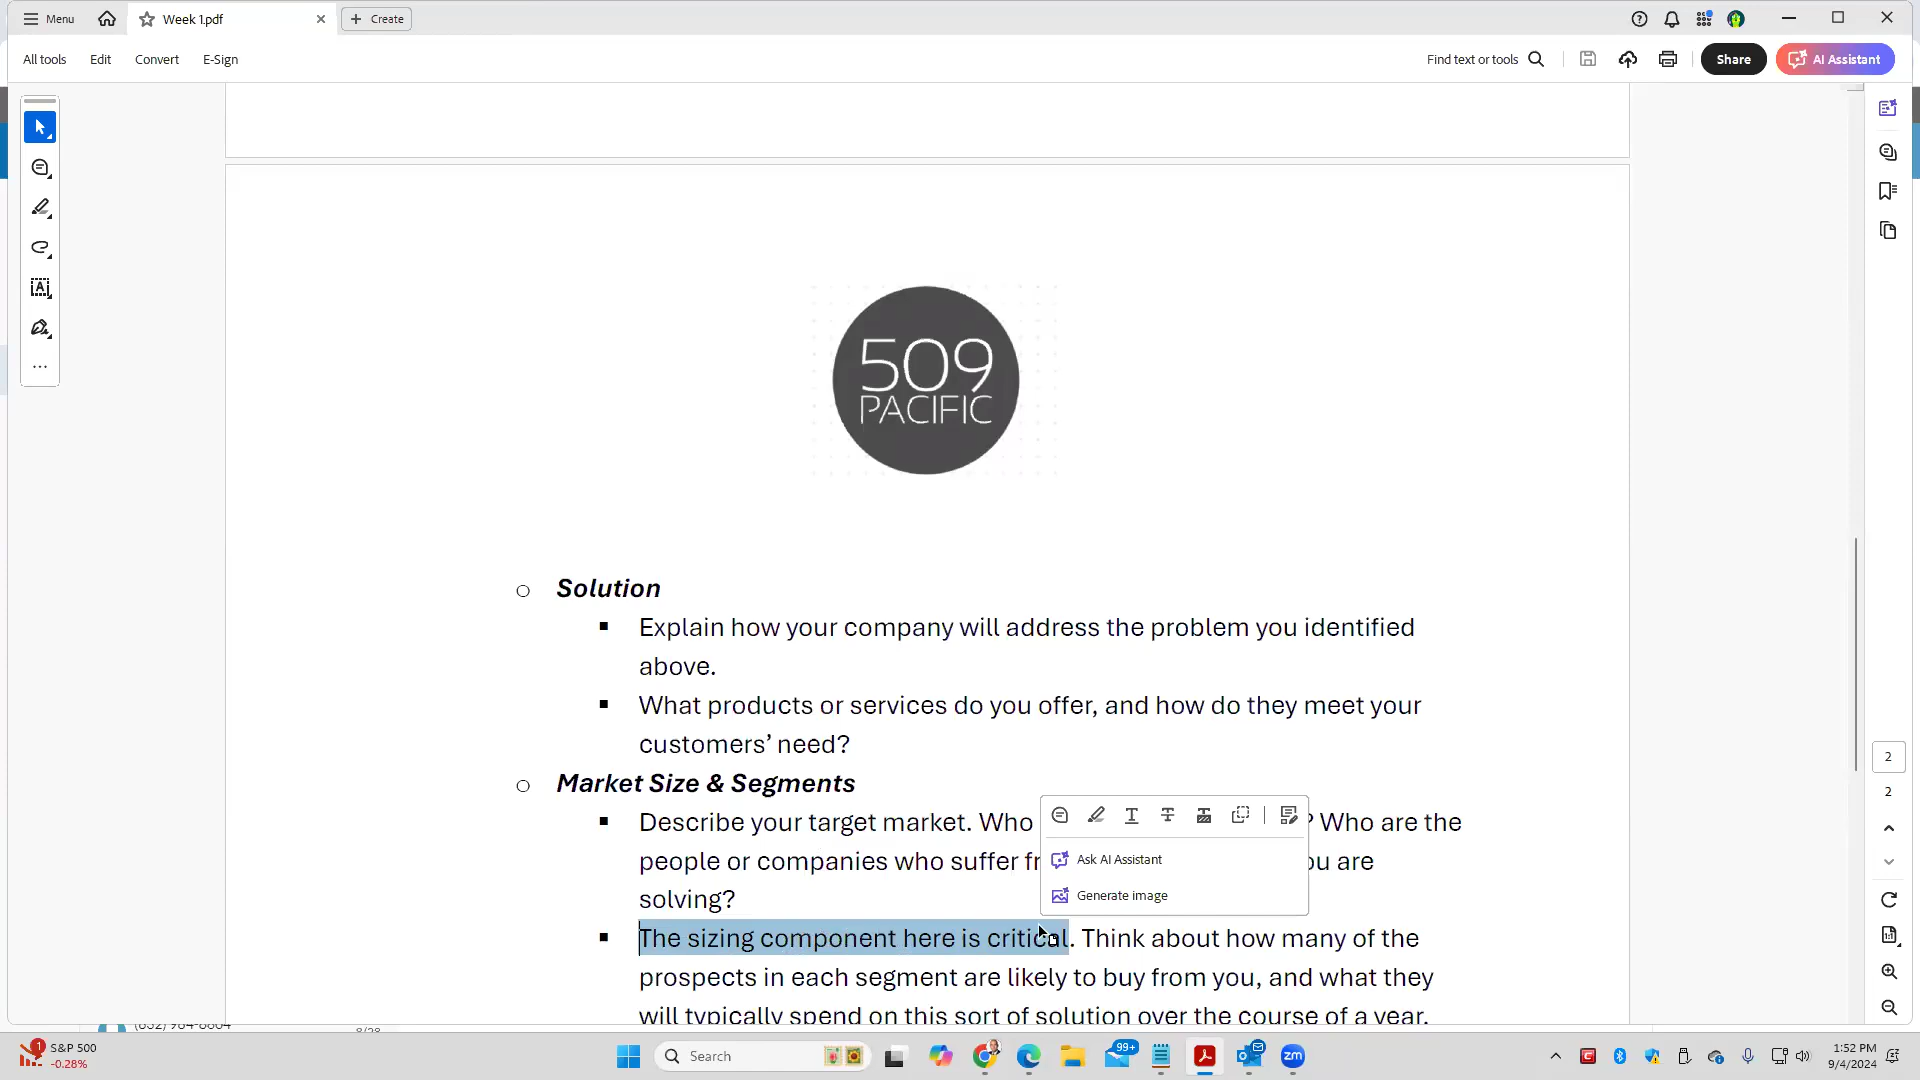 Menu
Week 1.pdf
Create
All tools
Edit
Convert
E-Sign
Find text or tools
Share
AI Assistant
509
PACIFIC
Solution
Explain how your company will address the problem you identified
above.
What products or services do you offer, and how do they meet your
customers' need?
Market Size & Segments
Describe your target market. Who ? Who are the
people or companies who suffer ou are
solving?
Ask AI Assistant
Generate image
The sizing component here is critical. Think about how many of the
prospects in each segment are likely to buy from you, and what they
will typically spend on this sort of solution over the course of a year.
2
2
8/28
1
S&P 500
-0.28%
Search
99+
zm
1:52 PM
9/4/2024